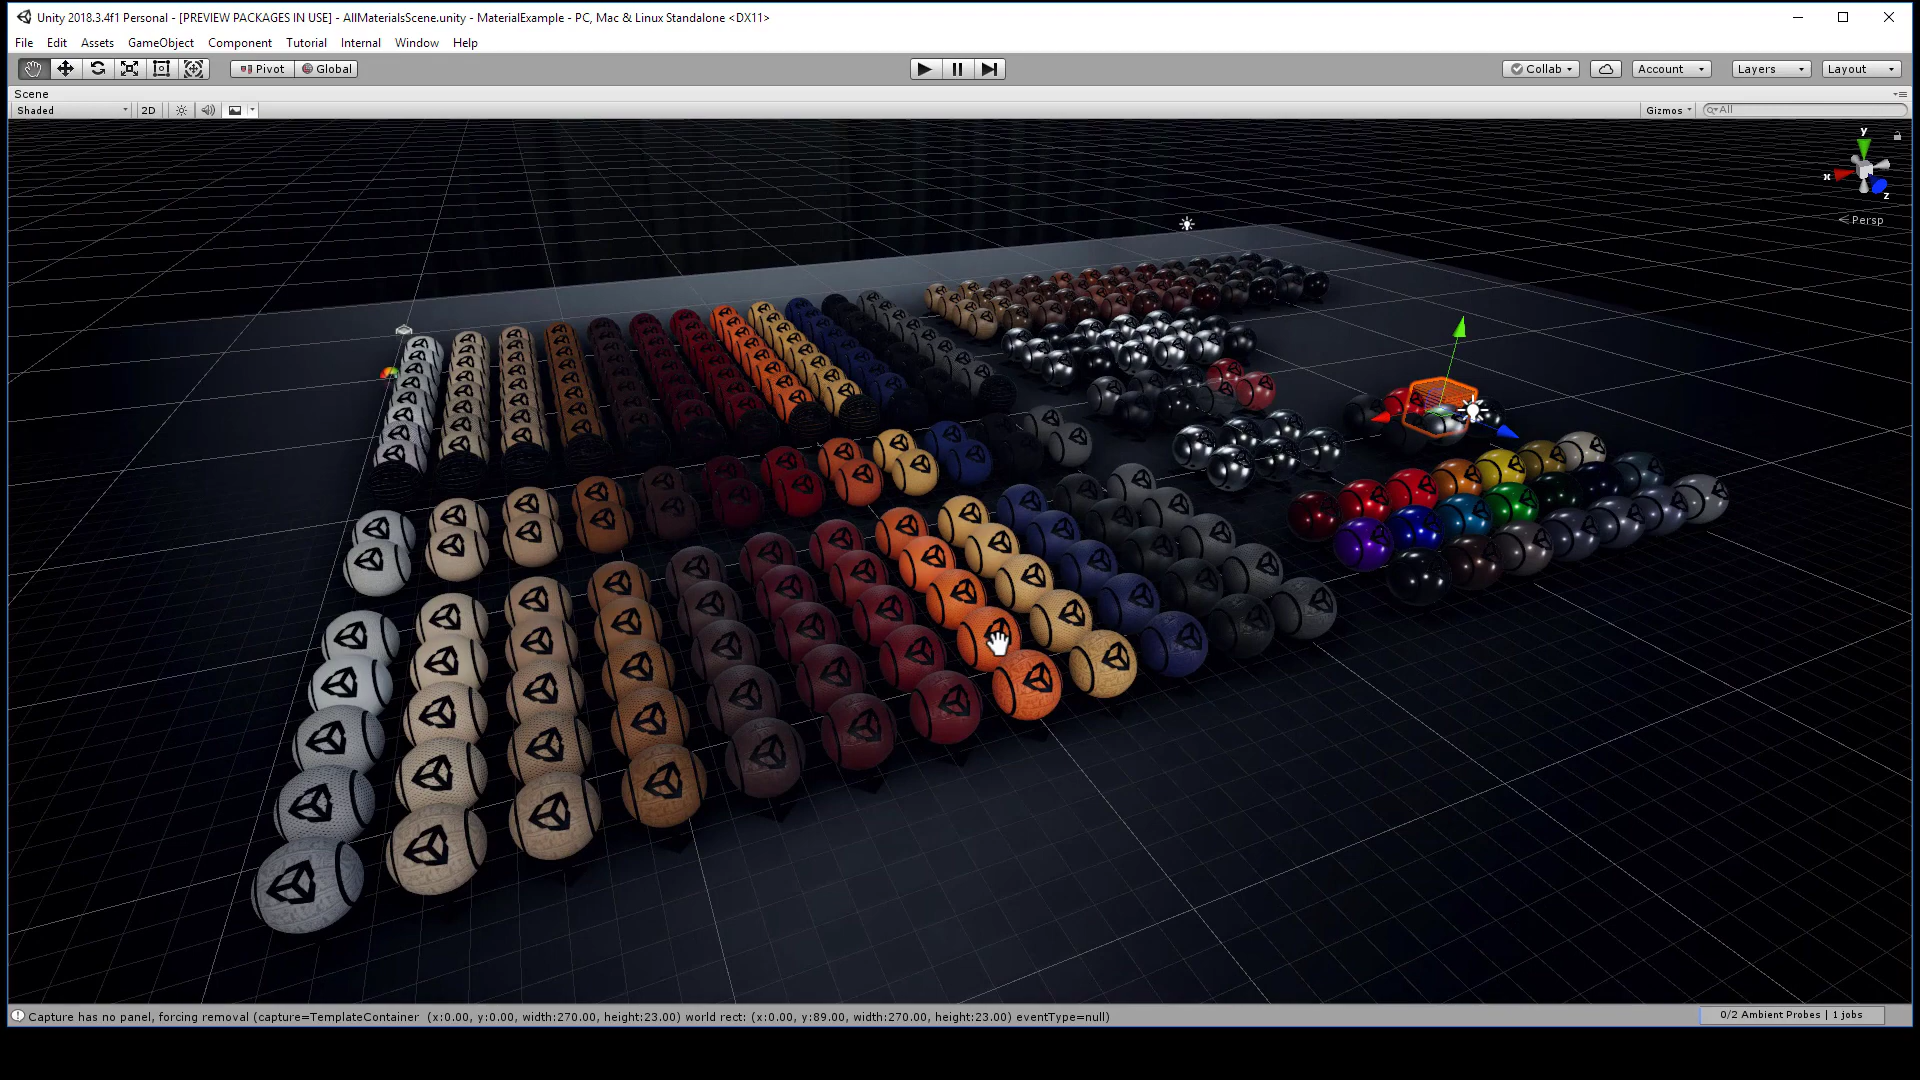 Unity 2018.3.4f1 Personal - [PREVIEW PACKAGES IN USE] - AllMaterialsScene.unity - MaterialExample - PC, Mac & Linux Standalone <DX11>
File Edit Assets GameObject Component Tutorial Internal Window Help
Pivot Global Collab Account Layers Layout
Scene
Shaded 2D Gizmos All
y
x
z
< Persp
Capture has no panel, forcing removal (capture=TemplateContainer (x:0.00, y:0.00, width:270.00, height:23.00) world rect: (x:0.00, y:89.00, width:270.00, height:23.00) eventType=null)
0/2 Ambient Probes | 1 jobs